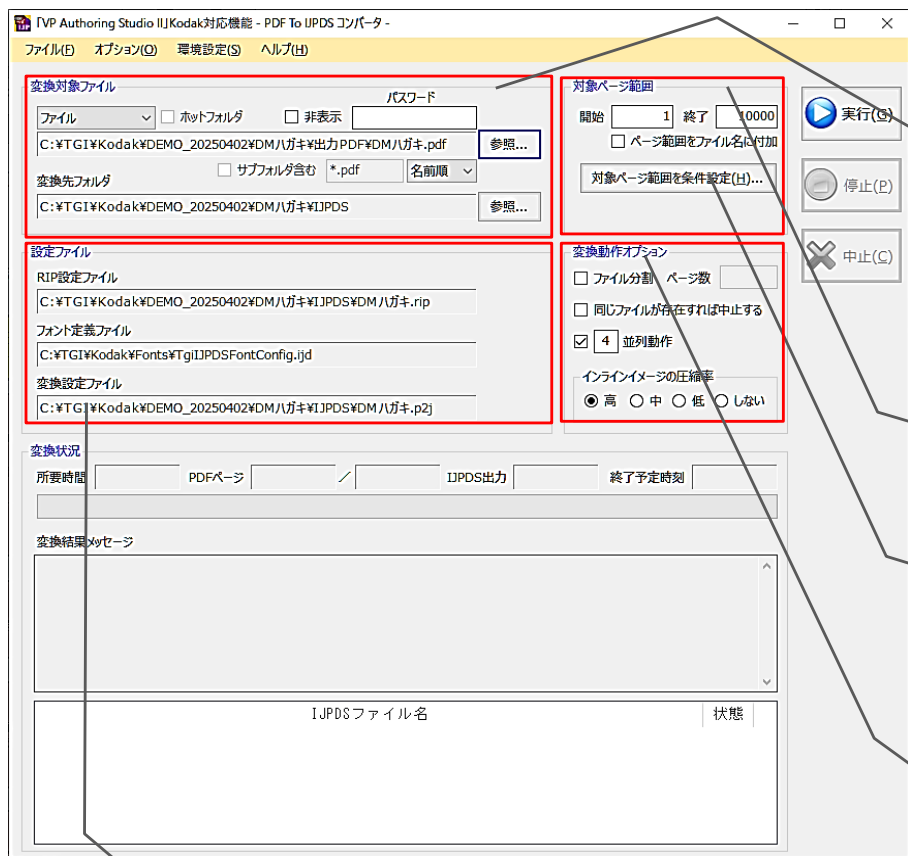 「VP Authoring Studio II」Kodak対応機能 - PDF To IJPDS コンバータ -
ファイル(F) オプション(O) 環境設定(S) ヘルプ(H)
変換対象ファイル
パスワード
ファイル ホットフォルダ 非表示
C:¥TGI¥Kodak¥DEMO_20250402¥DMハガキ¥出力PDF¥DMハガキ.pdf 参照...
サブフォルダ含む *.pdf 名前順
変換先フォルダ
C:¥TGI¥Kodak¥DEMO_20250402¥DMハガキ¥IJPDS 参照...
対象ページ範囲
開始 1 終了 10000
ページ範囲をファイル名に付加
対象ページ範囲を条件設定(H)...
実行(G)
停止(P)
中止(C)
設定ファイル
RIP設定ファイル
C:¥TGI¥Kodak¥DEMO_20250402¥DMハガキ¥IJPDS¥DMハガキ.rip
フォント定義ファイル
C:¥TGI¥Kodak¥Fonts¥TgiIJPDSFontConfig.ijd
変換設定ファイル
C:¥TGI¥Kodak¥DEMO_20250402¥DMハガキ¥IJPDS¥DMハガキ.p2j
変換動作オプション
ファイル分割 ページ数
同じファイルが存在すれば中止する
4 並列動作
インラインイメージの圧縮率
高 中 低 しない
変換状況
所要時間 PDFページ / IJPDS出力 終了予定時刻
変換結果メッセージ
IJPDSファイル名 状態